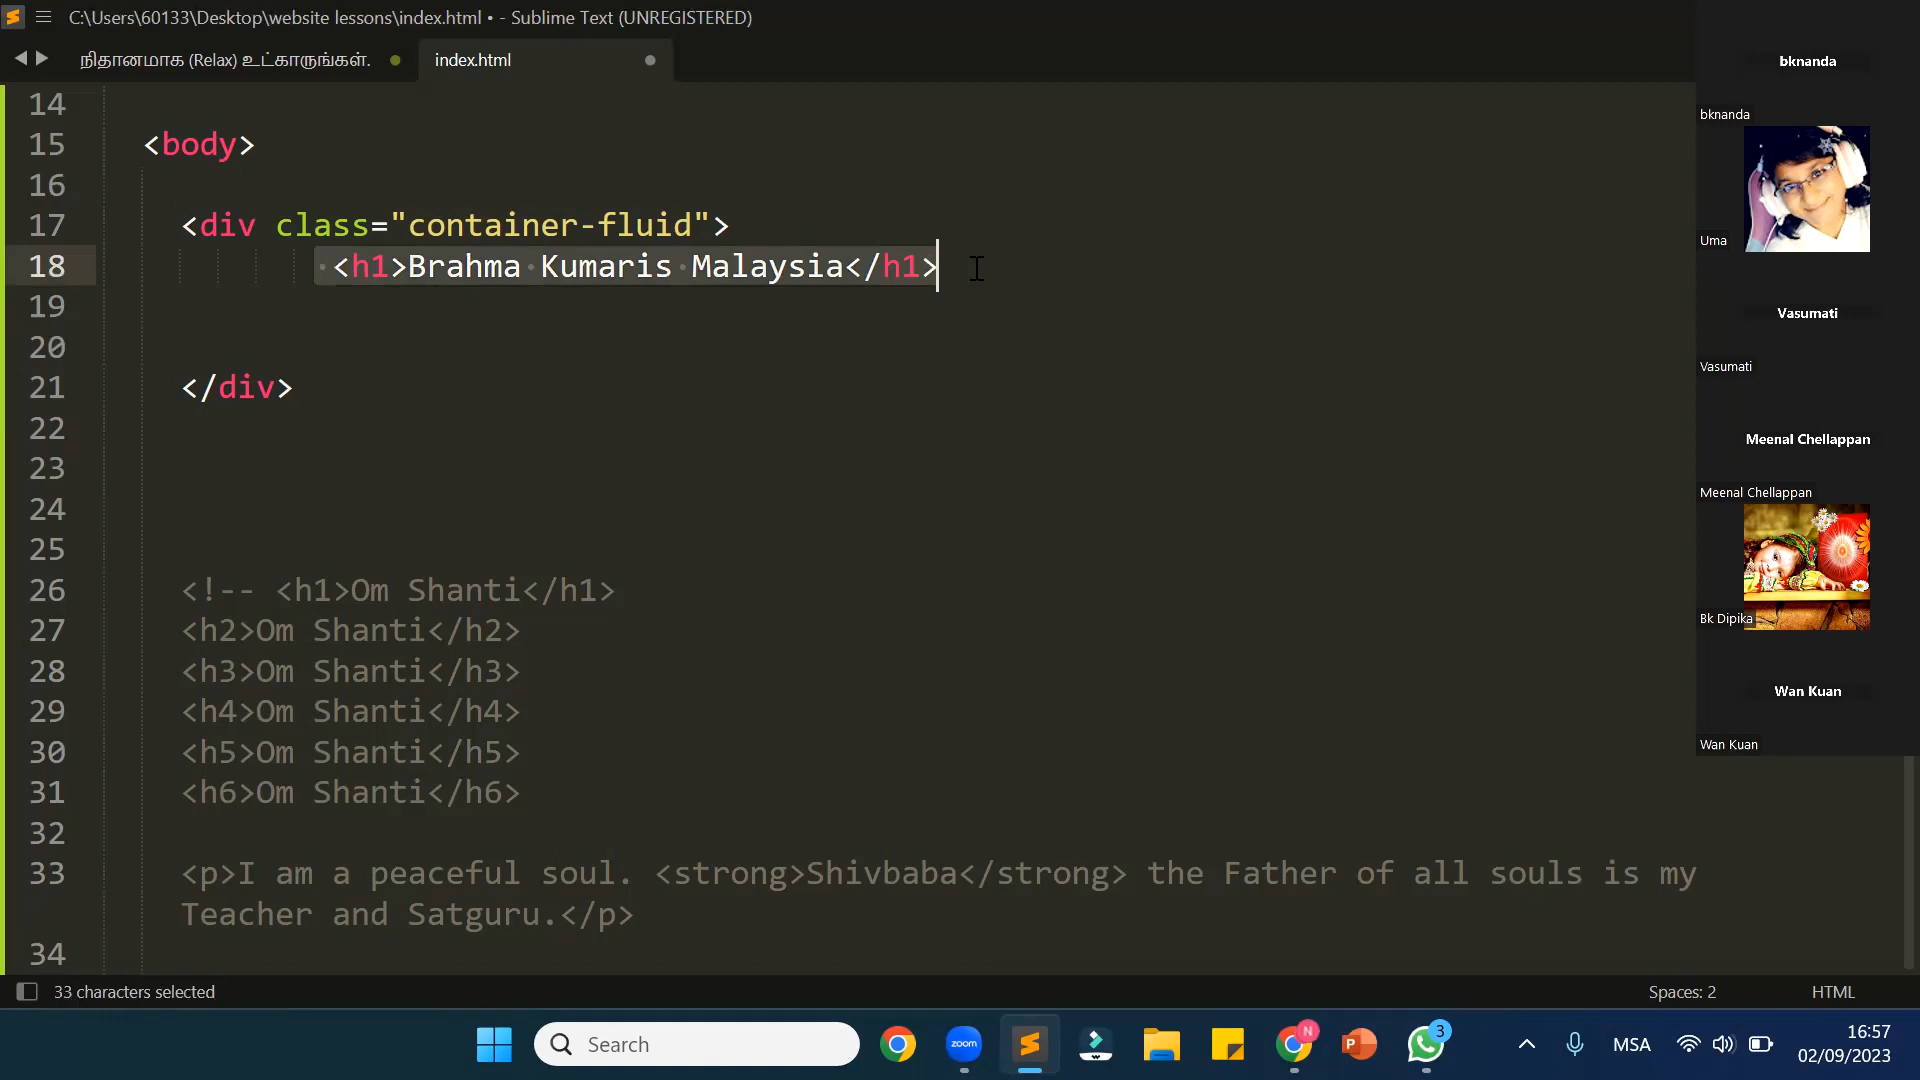 C:\Users\60133\Desktop\website lessons\index.html • - Sublime Text (UNREGISTERED)
நிதானமாக (Relax) உட்காருங்கள்.
index.html
14
15 <body>
16
17 <div class="container-fluid">
18 <h1>Brahma Kumaris Malaysia</h1>
19
20
21 </div>
22
23
24
25
26 <!-- <h1>Om Shanti</h1>
27 <h2>Om Shanti</h2>
28 <h3>Om Shanti</h3>
29 <h4>Om Shanti</h4>
30 <h5>Om Shanti</h5>
31 <h6>Om Shanti</h6>
32
33 <p>I am a peaceful soul. <strong>Shivbaba</strong> the Father of all souls is my
Teacher and Satguru.</p>
34
bknanda
bknanda
Uma
Vasumati
Vasumati
Meenal Chellappan
Meenal Chellappan
Bk Dipika
Wan Kuan
Wan Kuan
33 characters selected
Spaces: 2
HTML
Search
zoom
N
P
3
MSA
16:57
02/09/2023